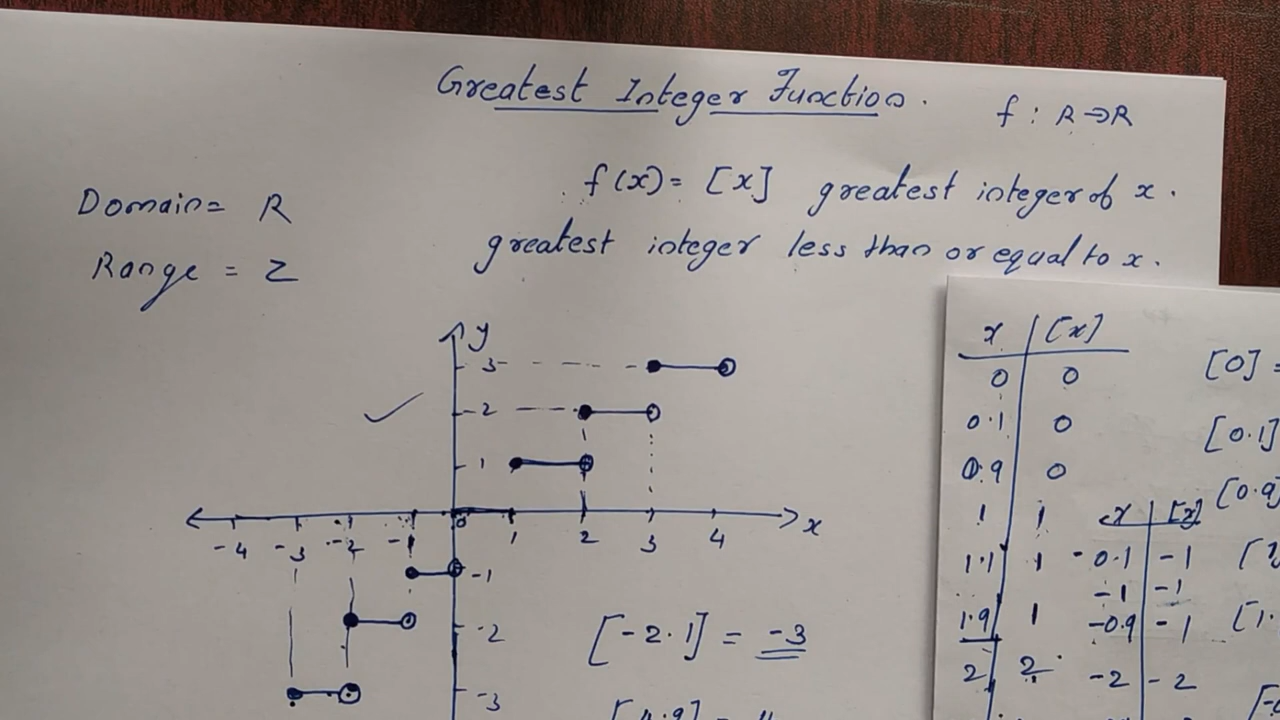 Greatest Integer Function.
f : R→R
f(x) = [x] greatest integer of x.
greatest integer less than or equal to x.
Domain = R
Range = Z
y
3
2
1
-4 -3 -2 -1 0 1 2 3 4 x
-1
-2
-3
[-2.1] = -3
x [x]
0 0
0.1 0
0.9 0
1 1
1.1 1
1.9 1
2 2
x [x]
-0.1 -1
-1 -1
-0.9 -1
-2 -2
[0] =
[0.1]
[0.9]